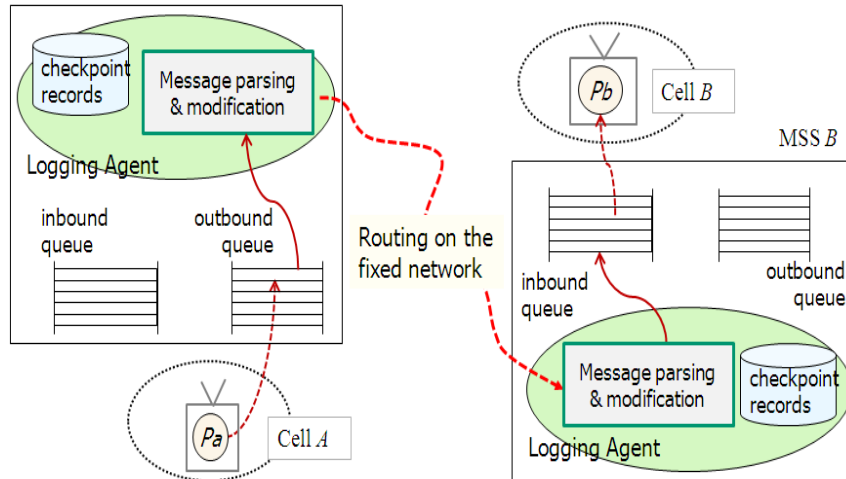 checkpoint
records
Message parsing
& modification
Logging Agent
inbound
queue
outbound
queue
Pa
Cell A
Routing on the
fixed network
Pb
Cell B
MSS B
inbound
queue
outbound
queue
Message parsing
& modification
checkpoint
records
Logging Agent